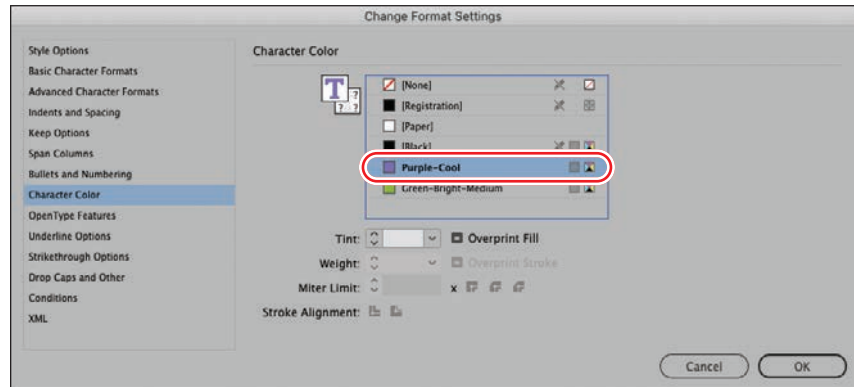 Change Format Settings
Style Options
Basic Character Formats
Advanced Character Formats
Indents and Spacing
Keep Options
Span Columns
Bullets and Numbering
Character Color
OpenType Features
Underline Options
Strikethrough Options
Drop Caps and Other
Conditions
XML
Character Color
T
? ? ?
[None]
[Registration]
[Paper]
[Black]
Purple-Cool
Green-Bright-Medium
Tint:
Overprint Fill
Weight:
Overprint Stroke
Miter Limit:
x
Stroke Alignment:
Cancel
OK